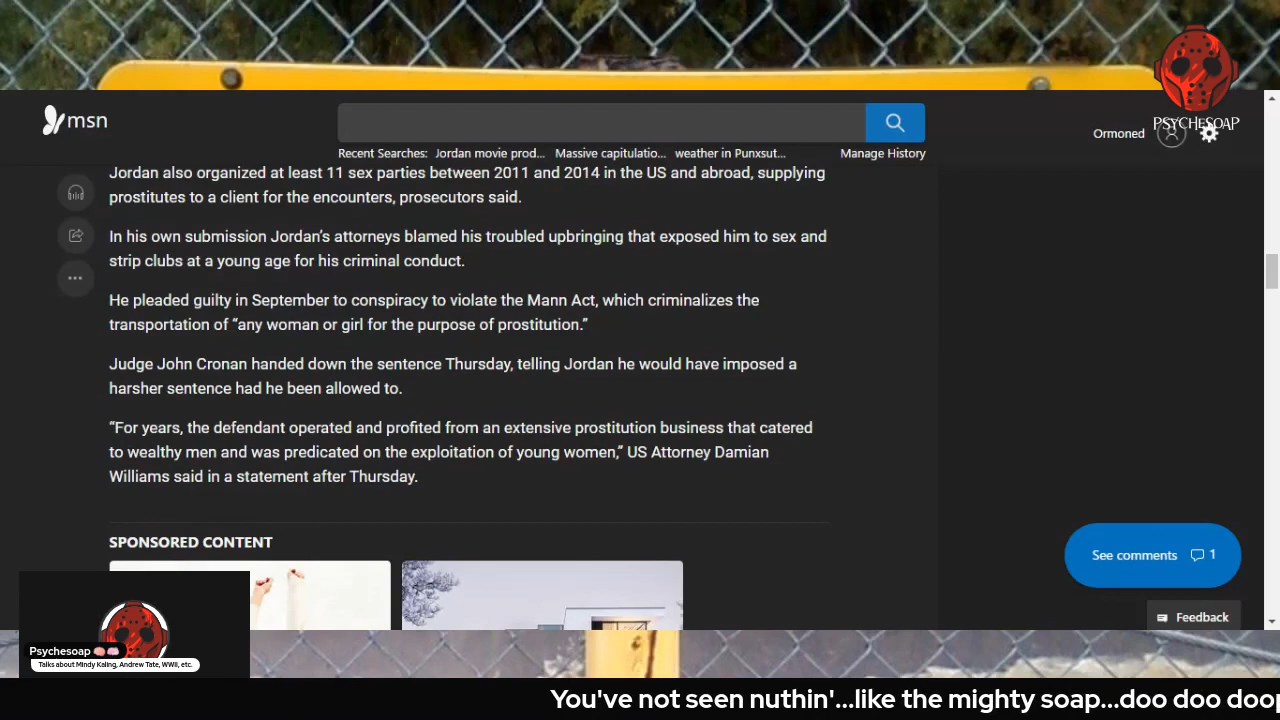 msn
PSYCHESOAP
Ormoned
Recent Searches: Jordan movie prod... Massive capitulatio... weather in Punxsut... Manage History
Jordan also organized at least 11 sex parties between 2011 and 2014 in the US and abroad, supplying
prostitutes to a client for the encounters, prosecutors said.
In his own submission Jordan’s attorneys blamed his troubled upbringing that exposed him to sex and
strip clubs at a young age for his criminal conduct.
He pleaded guilty in September to conspiracy to violate the Mann Act, which criminalizes the
transportation of “any woman or girl for the purpose of prostitution.”
Judge John Cronan handed down the sentence Thursday, telling Jordan he would have imposed a
harsher sentence had he been allowed to.
“For years, the defendant operated and profited from an extensive prostitution business that catered
to wealthy men and was predicated on the exploitation of young women,” US Attorney Damian
Williams said in a statement after Thursday.
SPONSORED CONTENT
See comments 1
Feedback
Psychesoap
Talks about Mindy Kaling, Andrew Tate, WWII, etc.
You've not seen nuthin'...like the mighty soap...doo doo doo